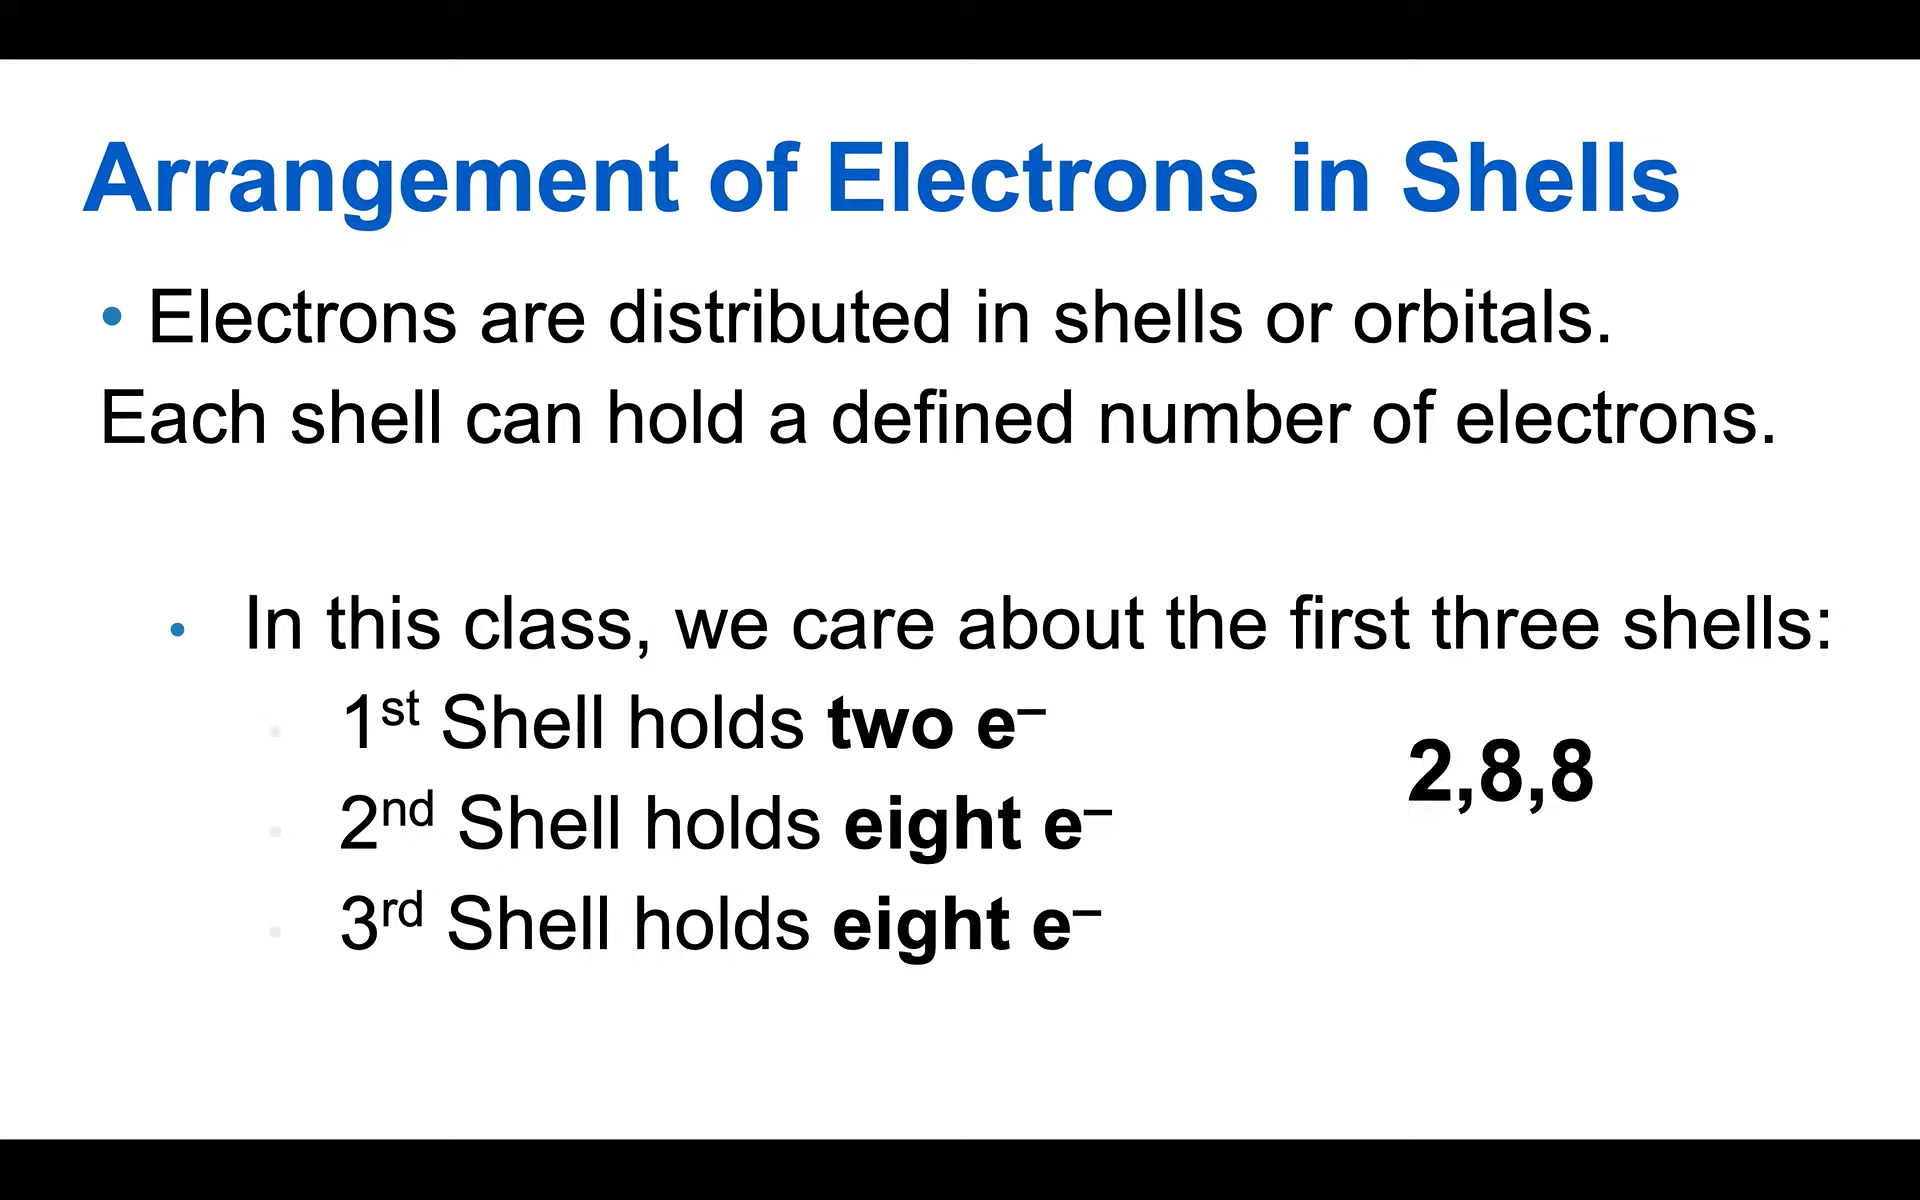 Arrangement of Electrons in Shells
• Electrons are distributed in shells or orbitals.
Each shell can hold a defined number of electrons.
• In this class, we care about the first three shells:
1st Shell holds two e–
2nd Shell holds eight e–
3rd Shell holds eight e–
2,8,8